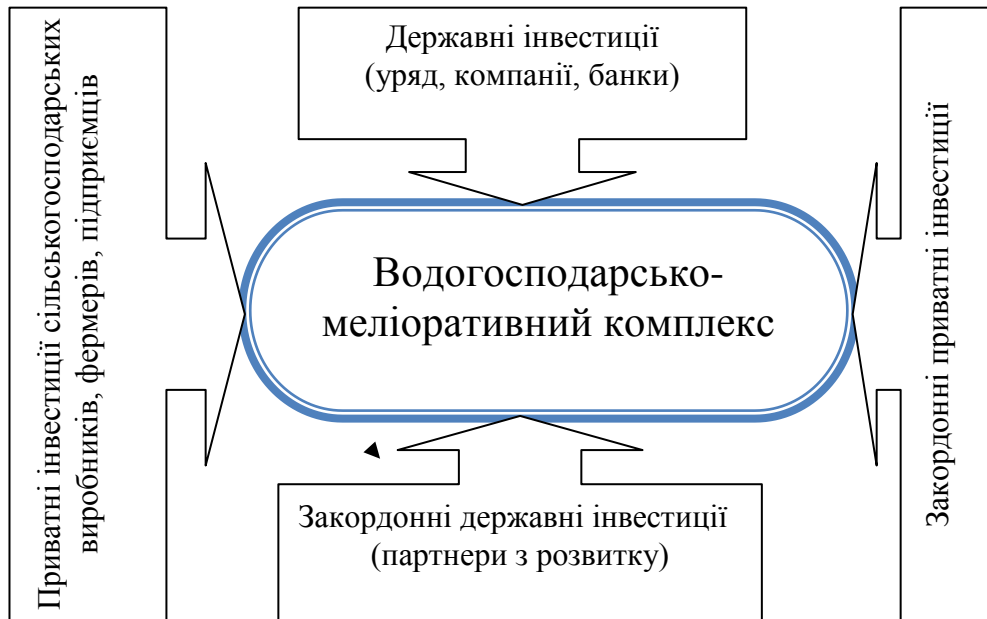 Приватні інвестиції сільськогосподарських
виробників, фермерів, підприємців
Державні інвестиції
(уряд, компанії, банки)
Водогосподарсько-
меліоративний комплекс
Закордонні державні інвестиції
(партнери з розвитку)
Закордонні приватні інвестиції